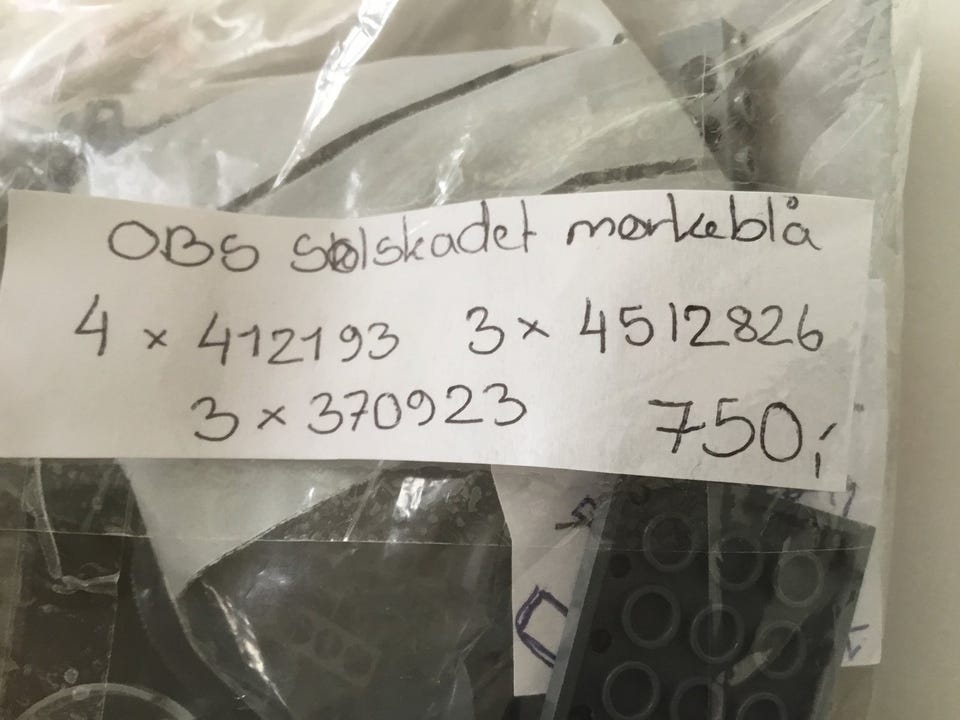 OBS solskadet mørkeblå
4 x 412193 3 x 4512826
3 x 370923 750,-